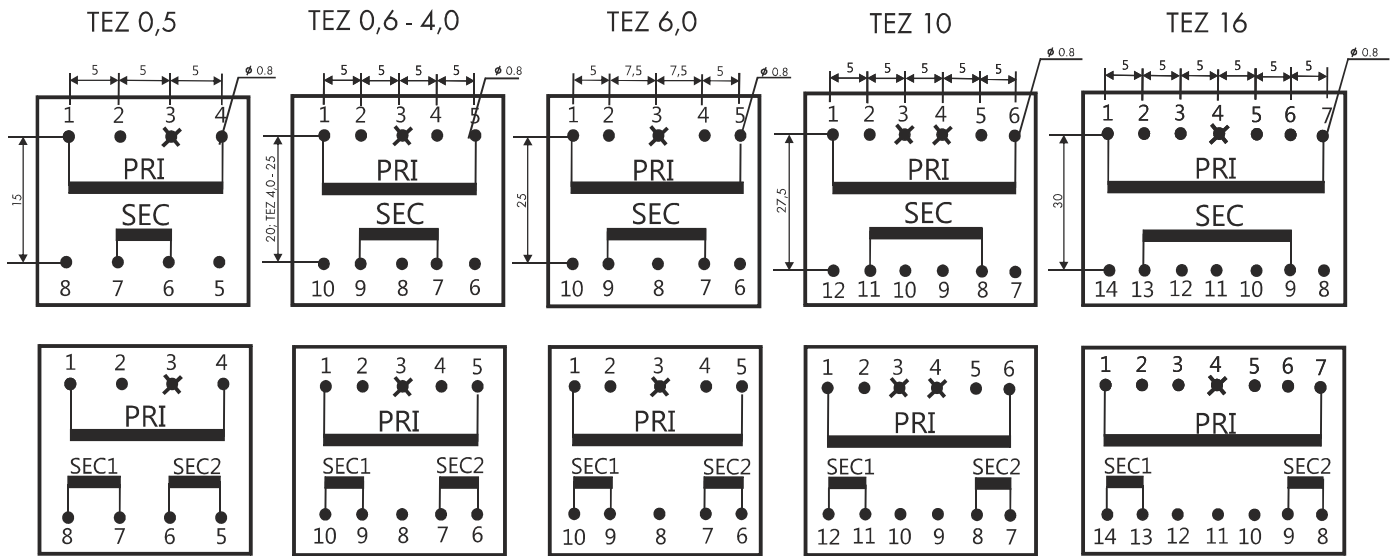 TEZ 0,5 TEZ 0,6 - 4,0 TEZ 6,0 TEZ 10 TEZ 16
5 5 5 ø 0.8 5 5 5 5 ø 0.8 5 7,5 7,5 5 ø 0.8 5 5 5 5 5 ø 0.8 5 5 5 5 5 5 ø 0.8
1 2 3 4 1 2 3 4 5 1 2 3 4 5 1 2 3 4 5 6 1 2 3 4 5 6 7
PRI PRI PRI PRI PRI
15 20; TEZ 4,0 - 25 25 27,5 30
SEC SEC SEC SEC SEC
8 7 6 5 10 9 8 7 6 10 9 8 7 6 12 11 10 9 8 7 14 13 12 11 10 9 8
1 2 3 4 1 2 3 4 5 1 2 3 4 5 1 2 3 4 5 6 1 2 3 4 5 6 7
PRI PRI PRI PRI PRI
SEC1 SEC2 SEC1 SEC2 SEC1 SEC2 SEC1 SEC2 SEC1 SEC2
8 7 6 5 10 9 8 7 6 10 9 8 7 6 12 11 10 9 8 7 14 13 12 11 10 9 8